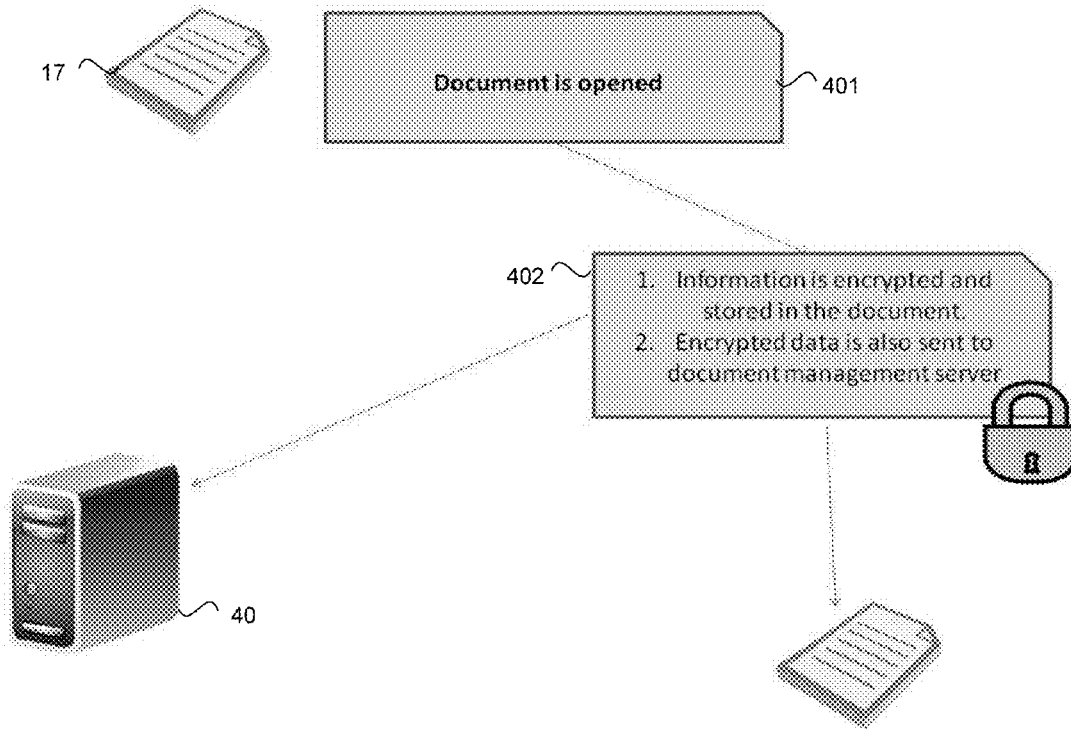 17
Document is opened
401
402
1. Information is encrypted and
stored in the document.
2. Encrypted data is also sent to
document management server
40